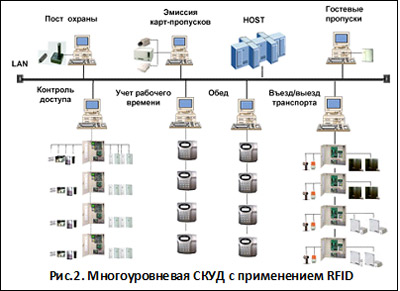 Пост охраны
Эмиссия
карт-пропусков
HOST
Гостевые
пропуски
LAN
Контроль
доступа
Учет рабочего
времени
Обед
Въезд/выезд
транспорта
Рис.2. Многоуровневая СКУД с применением RFID